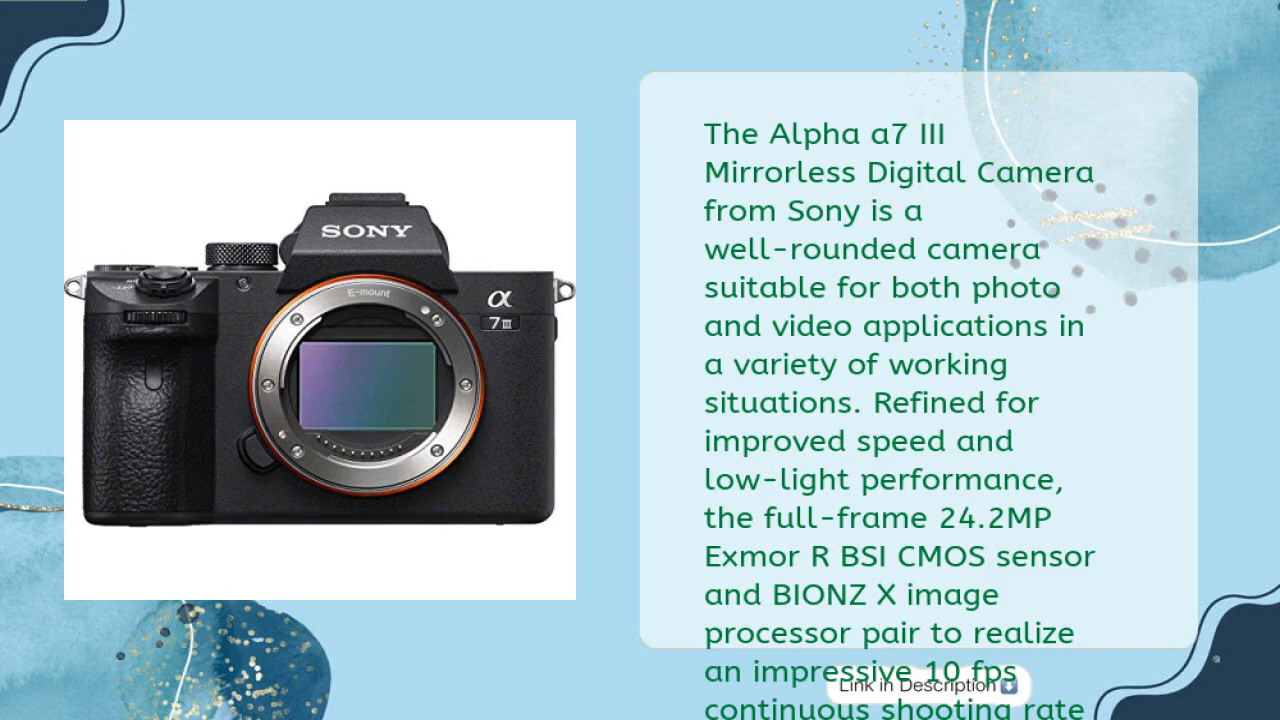 SONY
E-mount
α
7III
The Alpha α7 III
Mirrorless Digital Camera
from Sony is a
well-rounded camera
suitable for both photo
and video applications in
a variety of working
situations. Refined for
improved speed and
low-light performance,
the full-frame 24.2MP
Exmor R BSI CMOS sensor
and BIONZ X image
processor pair to realize
an impressive 10 fps
Link in Description
continuous shooting rate